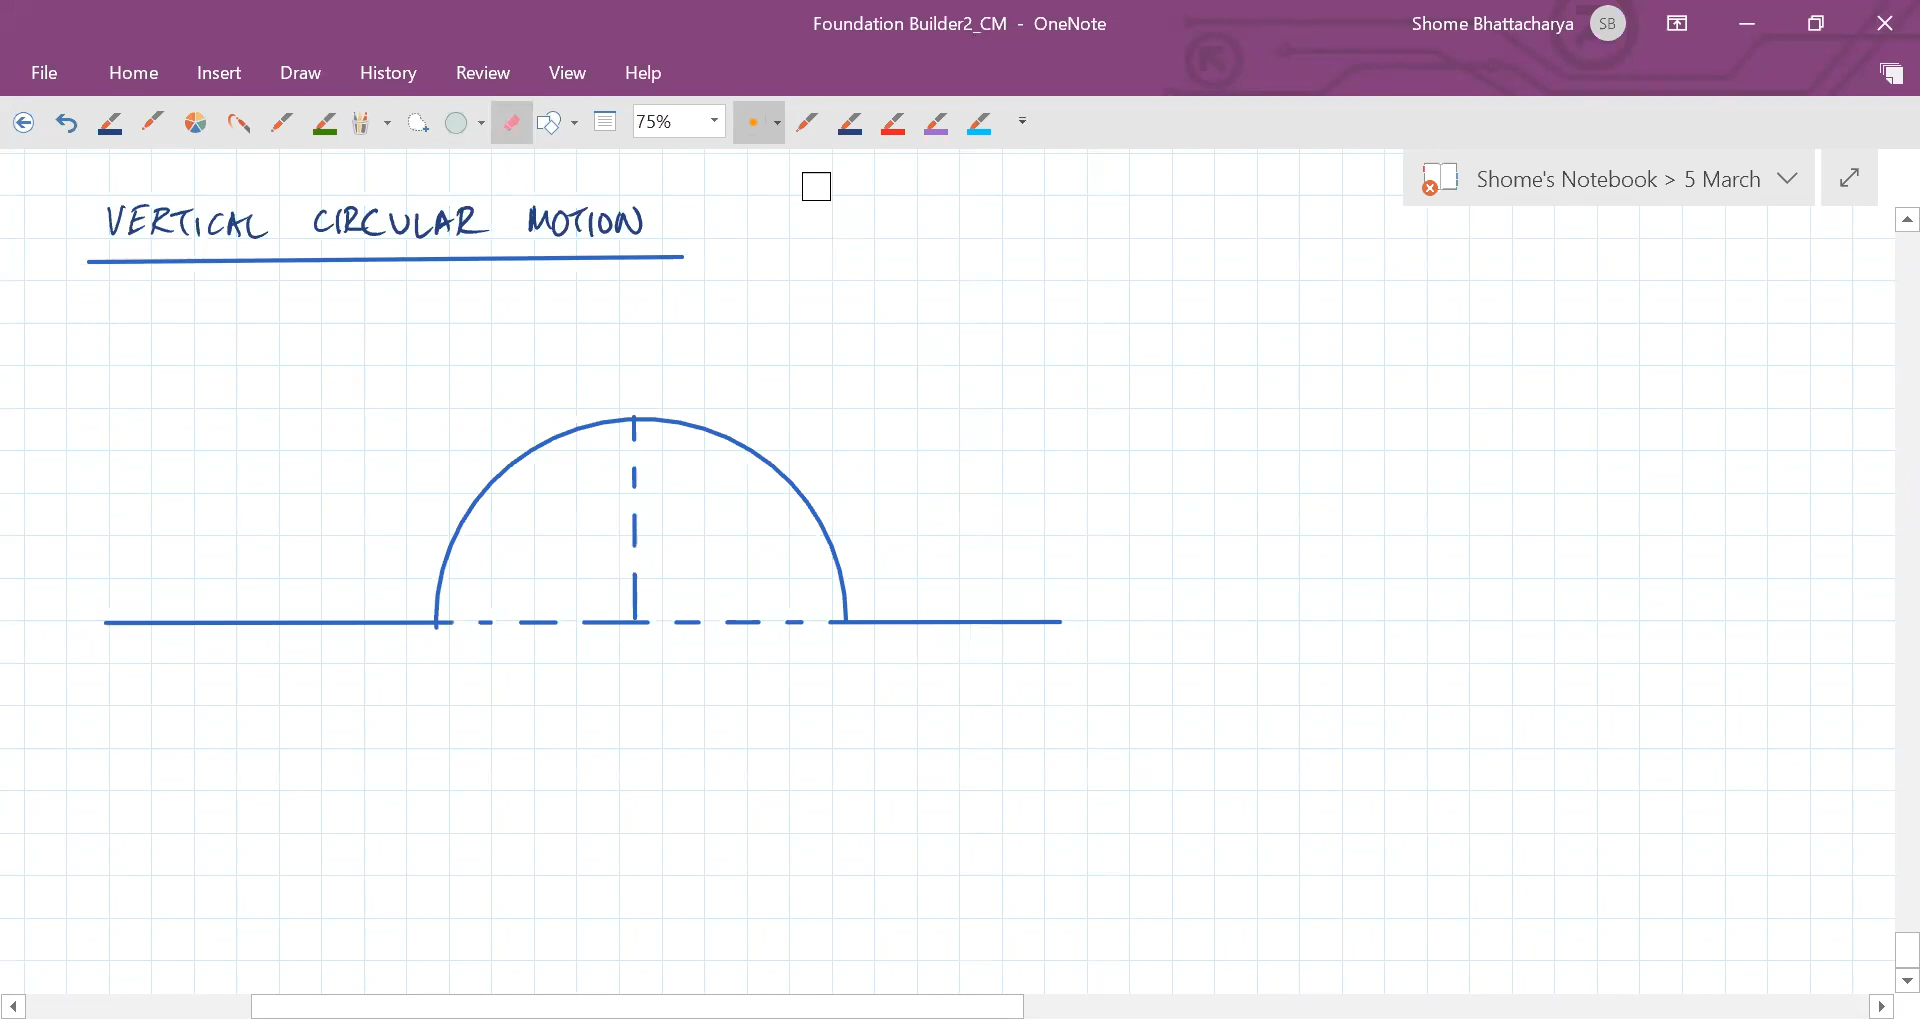 Foundation Builder2_CM - OneNote
Shome Bhattacharya SB
File Home Insert Draw History Review View Help
75%
Shome's Notebook > 5 March
VERTICAL CIRCULAR MOTION